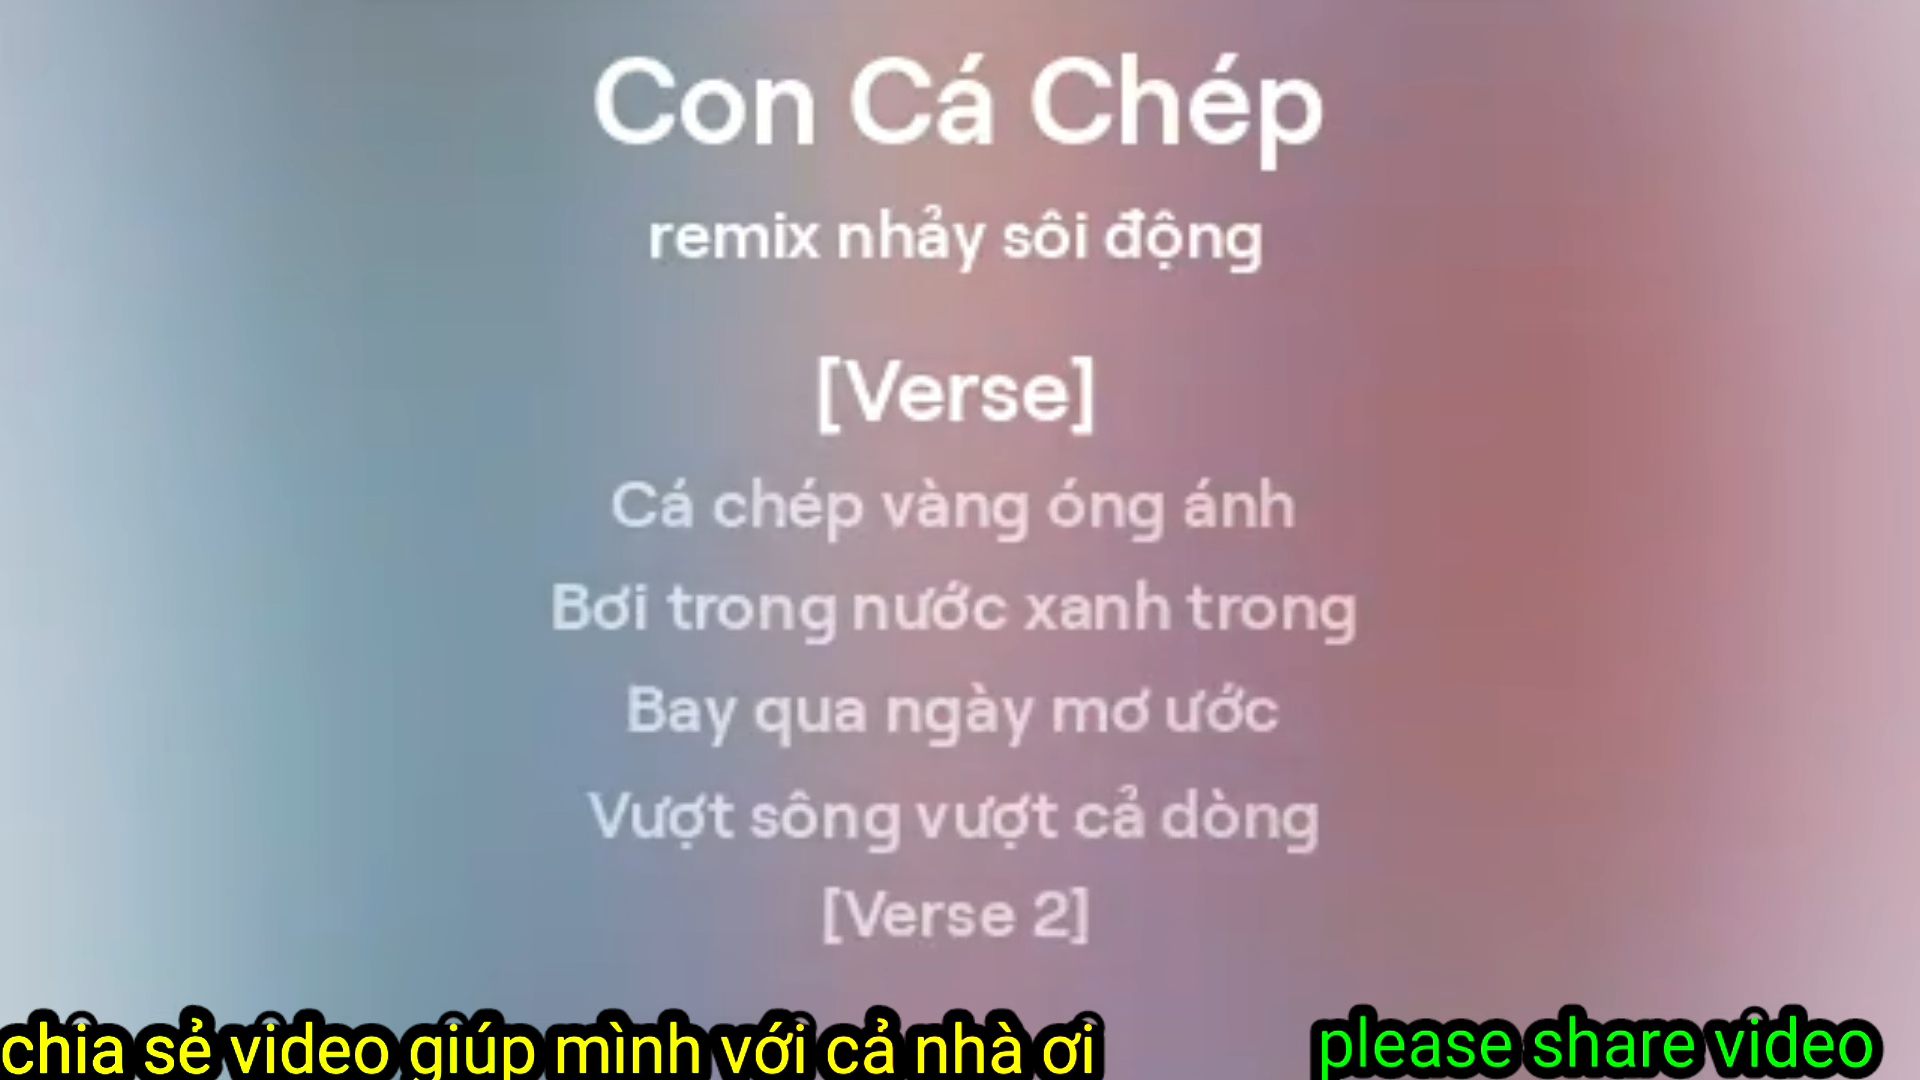 Con Cá Chép
remix nhảy sôi động
[Verse]
Cá chép vàng óng ánh
Bơi trong nước xanh trong
Bay qua ngày mơ ước
Vượt sông vượt cả dòng
[Verse 2]
chia sẻ video giúp mình với cả nhà ơi
please share video